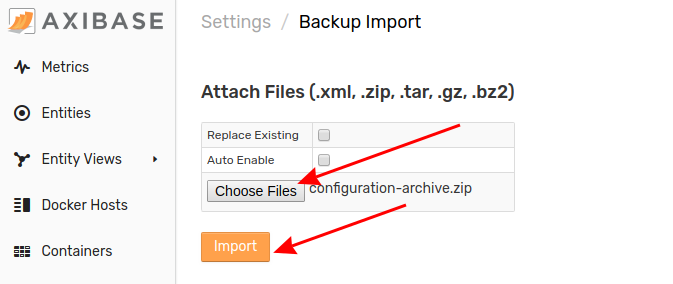 AXIBASE
Metrics
Entities
Entity Views
Docker Hosts
Containers
Settings / Backup Import
Attach Files (.xml, .zip, .tar, .gz, .bz2)
Replace Existing
Auto Enable
Choose Files configuration-archive.zip
Import